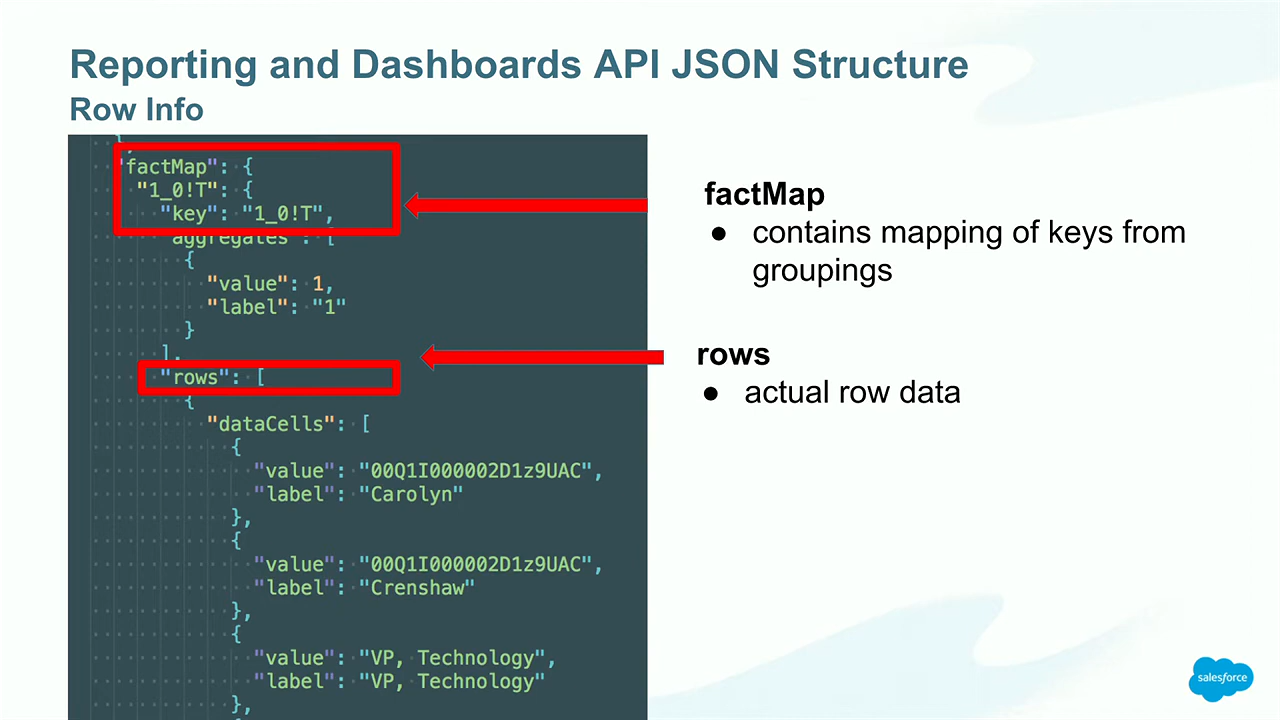 Reporting and Dashboards API JSON Structure
Row Info
},
"factMap": {
"1_0!T": {
"key": "1_0!T",
"aggregates": [
{
"value": 1,
"label": "1"
}
],
"rows": [
{
"dataCells": [
{
"value": "00Q1I000002D1z9UAC",
"label": "Carolyn"
},
{
"value": "00Q1I000002D1z9UAC",
"label": "Crenshaw"
},
{
"value": "VP, Technology",
"label": "VP, Technology"
},
factMap
● contains mapping of keys from
groupings
rows
● actual row data
salesforce